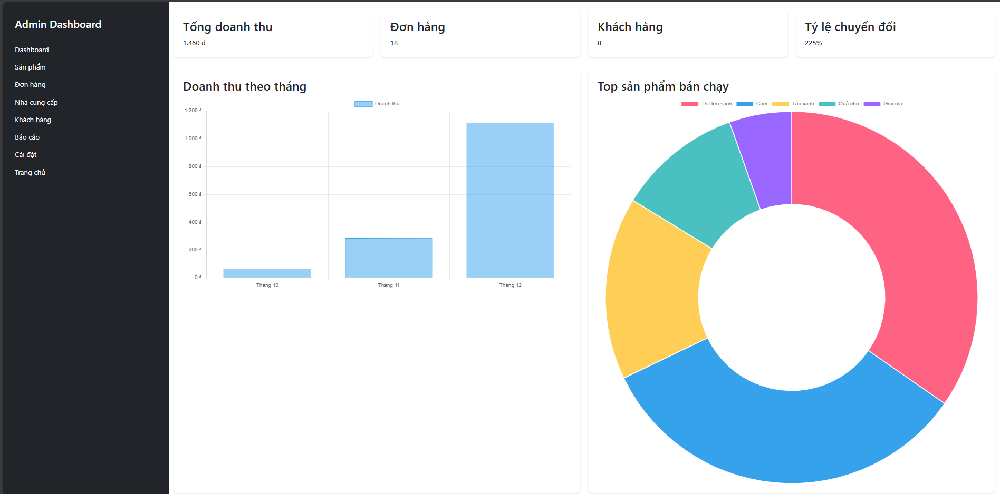 Admin Dashboard
Dashboard
Sản phẩm
Đơn hàng
Nhà cung cấp
Khách hàng
Báo cáo
Cài đặt
Trang chủ
Tổng doanh thu
1.460 ₫
Đơn hàng
18
Khách hàng
8
Tỷ lệ chuyển đổi
225%
Doanh thu theo tháng
Doanh thu
1.200 ₫
1.000 ₫
800 ₫
600 ₫
400 ₫
200 ₫
0 ₫
Tháng 10 Tháng 11 Tháng 12
Top sản phẩm bán chạy
Thịt lợn sạch Cam Táo xanh Quả nho Granola